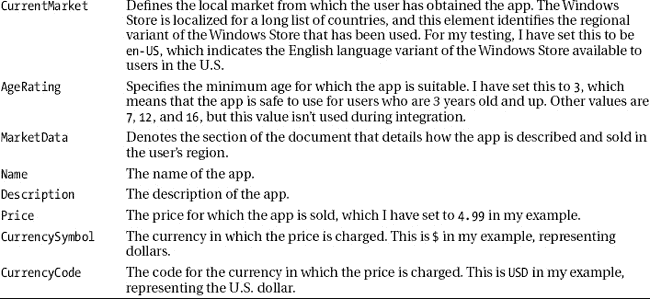 CurrentMarket Defines the local market from which the user has obtained the app. The Windows
Store is localized for a long list of countries, and this element identifies the regional
variant of the Windows Store that has been used. For my testing, I have set this to be
en-US, which indicates the English language variant of the Windows Store available to
users in the U.S.
AgeRating Specifies the minimum age for which the app is suitable. I have set this to 3, which
means that the app is safe to use for users who are 3 years old and up. Other values are
7, 12, and 16, but this value isn't used during integration.
MarketData Denotes the section of the document that details how the app is described and sold in
the user's region.
Name The name of the app.
Description The description of the app.
Price The price for which the app is sold, which I have set to 4.99 in my example.
CurrencySymbol The currency in which the price is charged. This is $ in my example, representing
dollars.
CurrencyCode The code for the currency in which the price is charged. This is USD in my example,
representing the U.S. dollar.